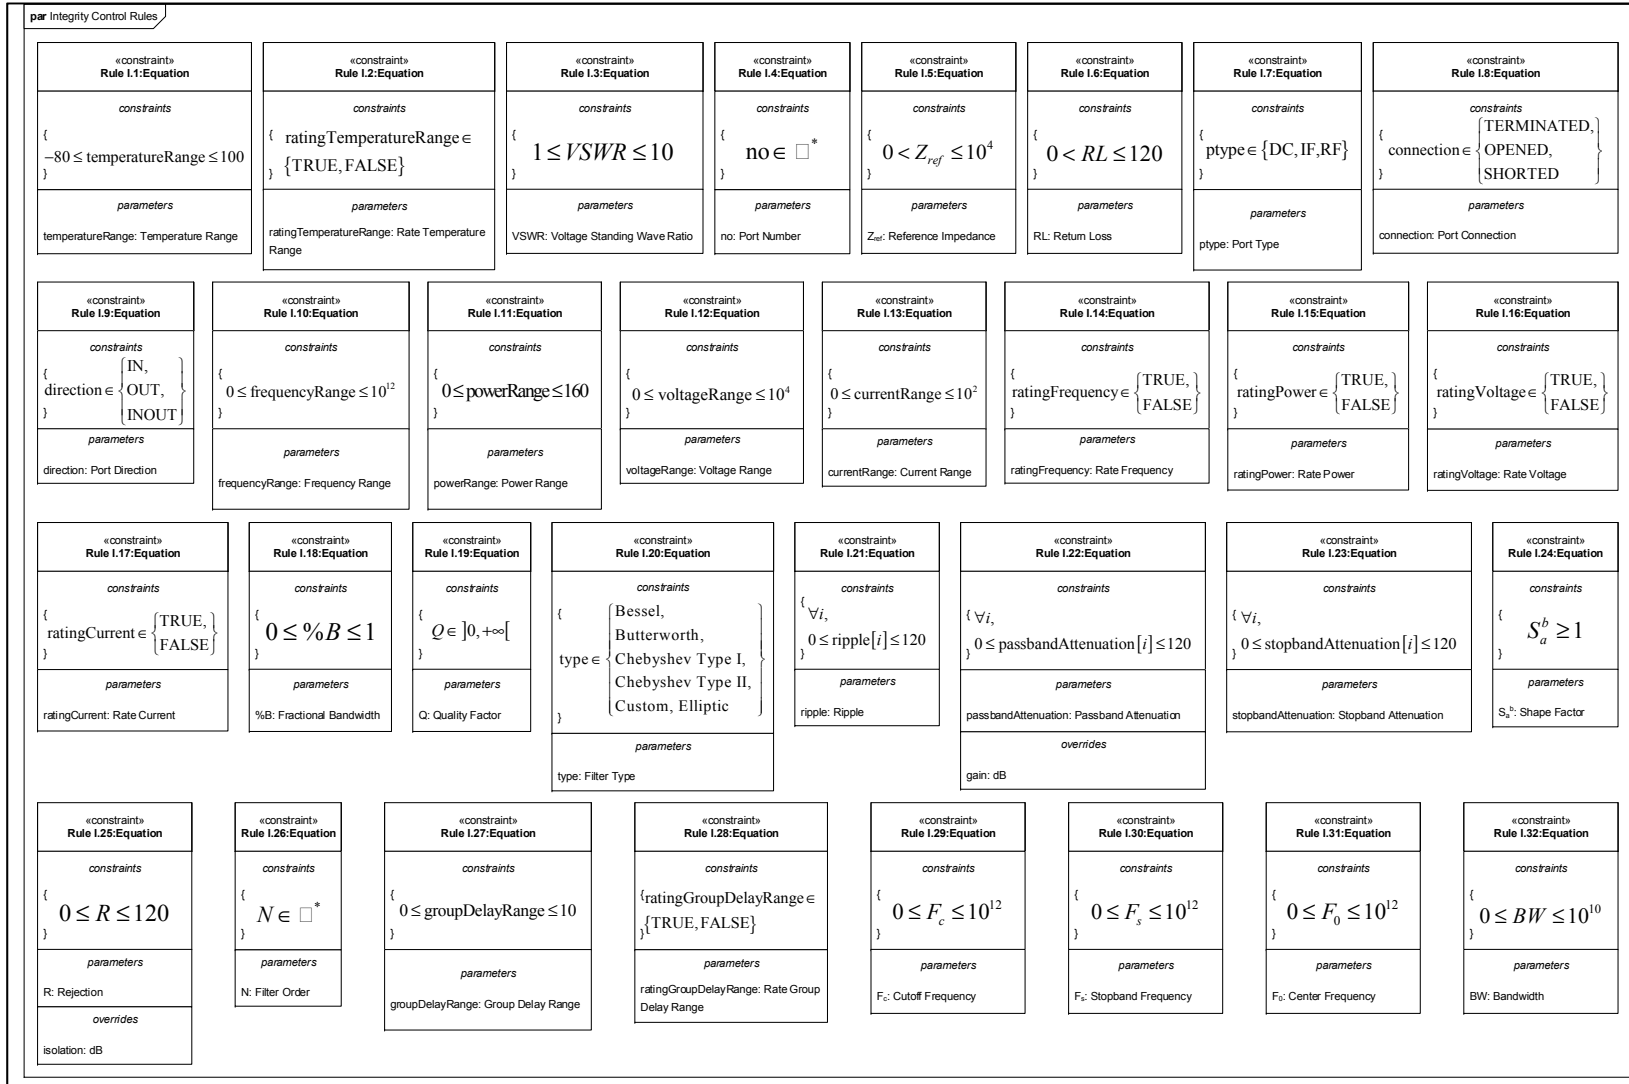 par Integrity Control Rules
«constraint»
Rule I.1:Equation
constraints
{
−80 ≤ temperatureRange ≤ 100
}
parameters
temperatureRange: Temperature Range
«constraint»
Rule I.2:Equation
constraints
{ ratingTemperatureRange ∈
} {TRUE, FALSE}
parameters
ratingTemperatureRange: Rate Temperature
Range
«constraint»
Rule I.3:Equation
constraints
{
1 ≤ VSWR ≤ 10
}
parameters
VSWR: Voltage Standing Wave Ratio
«constraint»
Rule I.4:Equation
constraints
{
no ∈ □*
}
parameters
no: Port Number
«constraint»
Rule I.5:Equation
constraints
{
0 < Z_ref ≤ 10⁴
}
parameters
Z_ref: Reference Impedance
«constraint»
Rule I.6:Equation
constraints
{
0 < RL ≤ 120
}
parameters
RL: Return Loss
«constraint»
Rule I.7:Equation
constraints
{
ptype ∈ {DC, IF, RF}
}
parameters
ptype: Port Type
«constraint»
Rule I.8:Equation
constraints
{
TERMINATED,
connection ∈ OPENED,
SHORTED
}
parameters
connection: Port Connection
«constraint»
Rule I.9:Equation
constraints
{
IN,
direction ∈ OUT,
INOUT
}
parameters
direction: Port Direction
«constraint»
Rule I.10:Equation
constraints
{
0 ≤ frequencyRange ≤ 10¹²
}
parameters
frequencyRange: Frequency Range
«constraint»
Rule I.11:Equation
constraints
{
0 ≤ powerRange ≤ 160
}
parameters
powerRange: Power Range
«constraint»
Rule I.12:Equation
constraints
{
0 ≤ voltageRange ≤ 10⁴
}
parameters
voltageRange: Voltage Range
«constraint»
Rule I.13:Equation
constraints
{
0 ≤ currentRange ≤ 10²
}
parameters
currentRange: Current Range
«constraint»
Rule I.14:Equation
constraints
{
ratingFrequency ∈ {TRUE,
FALSE}
}
parameters
ratingFrequency: Rate Frequency
«constraint»
Rule I.15:Equation
constraints
{
ratingPower ∈ {TRUE,
FALSE}
}
parameters
ratingPower: Rate Power
«constraint»
Rule I.16:Equation
constraints
{
ratingVoltage ∈ {TRUE,
FALSE}
}
parameters
ratingVoltage: Rate Voltage
«constraint»
Rule I.17:Equation
constraints
{
ratingCurrent ∈ {TRUE,
FALSE}
}
parameters
ratingCurrent: Rate Current
«constraint»
Rule I.18:Equation
constraints
{
0 ≤ %B ≤ 1
}
parameters
%B: Fractional Bandwidth
«constraint»
Rule I.19:Equation
constraints
{
Q ∈ ]0, +∞[
}
parameters
Q: Quality Factor
«constraint»
Rule I.20:Equation
constraints
{
Bessel,
Butterworth,
type ∈ Chebyshev Type I,
Chebyshev Type II,
Custom, Elliptic
}
parameters
type: Filter Type
«constraint»
Rule I.21:Equation
constraints
{ ∀i,
0 ≤ ripple[i] ≤ 120
}
parameters
ripple: Ripple
«constraint»
Rule I.22:Equation
constraints
{ ∀i,
} 0 ≤ passbandAttenuation[i] ≤ 120
parameters
passbandAttenuation: Passband Attenuation
overrides
gain: dB
«constraint»
Rule I.23:Equation
constraints
{ ∀i,
} 0 ≤ stopbandAttenuation[i] ≤ 120
parameters
stopbandAttenuation: Stopband Attenuation
«constraint»
Rule I.24:Equation
constraints
{
S_a^b ≥ 1
}
parameters
S_a^b: Shape Factor
«constraint»
Rule I.25:Equation
constraints
{
0 ≤ R ≤ 120
}
parameters
R: Rejection
overrides
isolation: dB
«constraint»
Rule I.26:Equation
constraints
{
N ∈ □*
}
parameters
N: Filter Order
«constraint»
Rule I.27:Equation
constraints
{
0 ≤ groupDelayRange ≤ 10
}
parameters
groupDelayRange: Group Delay Range
«constraint»
Rule I.28:Equation
constraints
{ ratingGroupDelayRange ∈
} {TRUE, FALSE}
parameters
ratingGroupDelayRange: Rate Group
Delay Range
«constraint»
Rule I.29:Equation
constraints
{
0 ≤ F_c ≤ 10¹²
}
parameters
F_c: Cutoff Frequency
«constraint»
Rule I.30:Equation
constraints
{
0 ≤ F_s ≤ 10¹²
}
parameters
F_s: Stopband Frequency
«constraint»
Rule I.31:Equation
constraints
{
0 ≤ F₀ ≤ 10¹²
}
parameters
F₀: Center Frequency
«constraint»
Rule I.32:Equation
constraints
{
0 ≤ BW ≤ 10¹⁰
}
parameters
BW: Bandwidth